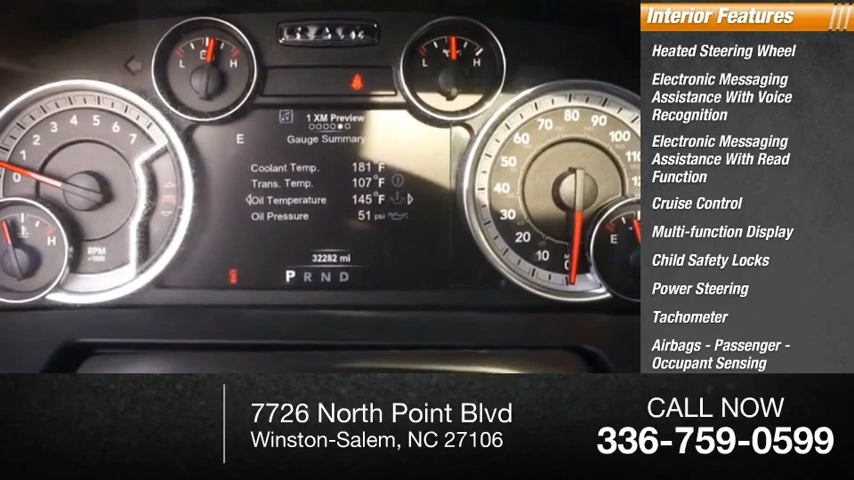 RAM
L H
L H
1 XM Preview
E
Gauge Summary
Coolant Temp. 181°F
Trans. Temp. 107°F
Oil Temperature 145°F
Oil Pressure 51 psi
32282 mi
P R N D
0 1 2 3 4 5 6 7
RPM
x1000
H
0 10 20 30 40 50 60 70 80 90 100
E
Interior Features
Heated Steering Wheel
Electronic Messaging
Assistance With Voice
Recognition
Electronic Messaging
Assistance With Read
Function
Cruise Control
Multi-function Display
Child Safety Locks
Power Steering
Tachometer
Airbags - Passenger -
Occupant Sensing
7726 North Point Blvd
Winston-Salem, NC 27106
CALL NOW
336-759-0599